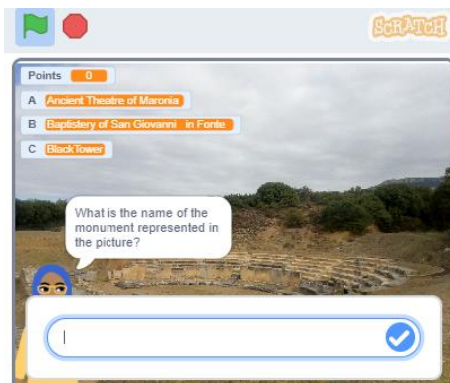 SCRATCH
Points 0
A Ancient Theatre of Maronia
B Baptistery of San Giovanni in Fonte
C BlackTower
What is the name of the
monument represented in
the picture?